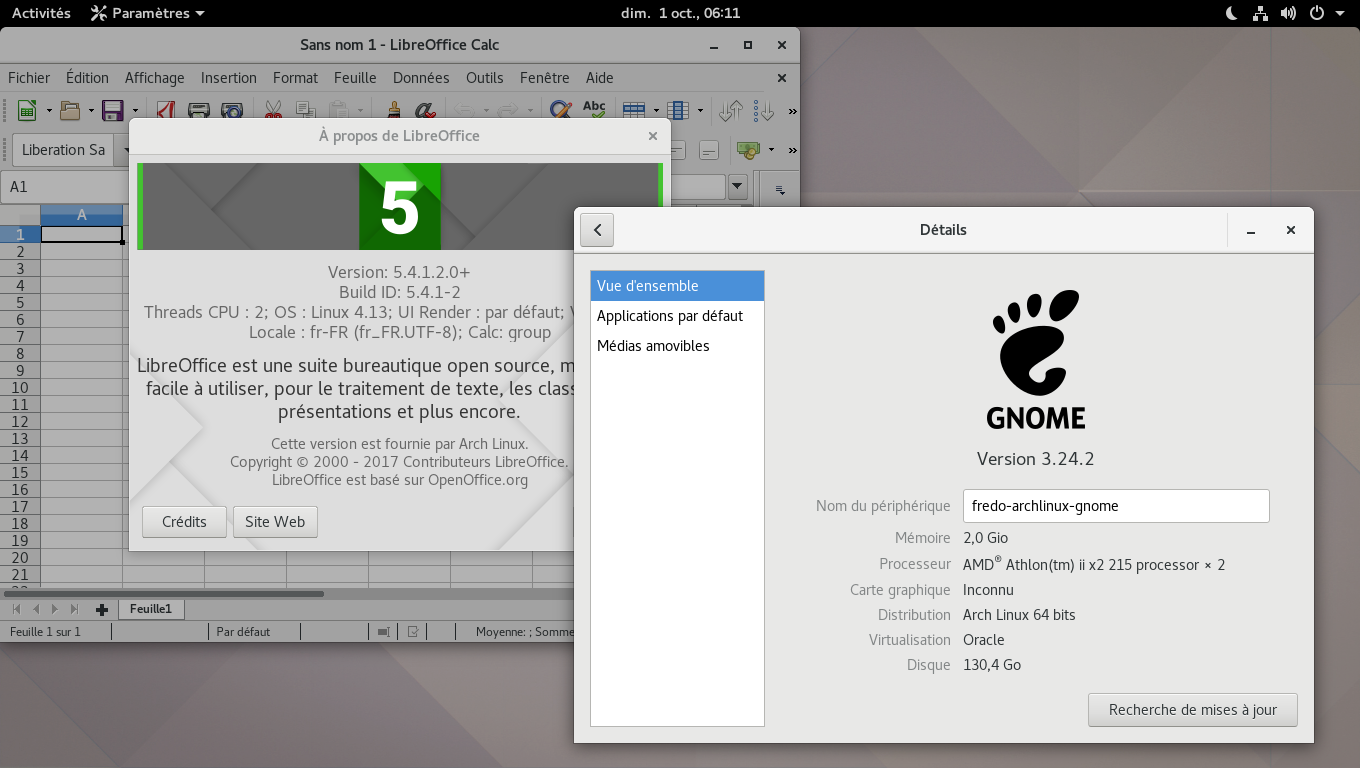 Activités
Paramètres
dim. 1 oct., 06:11
Sans nom 1 - LibreOffice Calc
Fichier Édition Affichage Insertion Format Feuille Données Outils Fenêtre Aide
Abc
Liberation Sa
A1
A
1
2
3
4
5
6
7
8
9
10
11
12
13
14
15
16
17
18
19
20
21
À propos de LibreOffice
5
Version: 5.4.1.2.0+
Build ID: 5.4.1-2
Threads CPU : 2; OS : Linux 4.13; UI Render : par défaut;
Locale : fr-FR (fr_FR.UTF-8); Calc: group
LibreOffice est une suite bureautique open source,
facile à utiliser, pour le traitement de texte, les
présentations et plus encore.
Cette version est fournie par Arch Linux.
Copyright © 2000 - 2017 Contributeurs LibreOffice.
LibreOffice est basé sur OpenOffice.org
Crédits
Site Web
Feuille1
Feuille 1 sur 1
Par défaut
Moyenne: ; Somme
Détails
Vue d'ensemble
Applications par défaut
Médias amovibles
GNOME
Version 3.24.2
Nom du périphérique fredo-archlinux-gnome
Mémoire 2,0 Gio
Processeur AMD® Athlon(tm) ii x2 215 processor × 2
Carte graphique Inconnu
Distribution Arch Linux 64 bits
Virtualisation Oracle
Disque 130,4 Go
Recherche de mises à jour